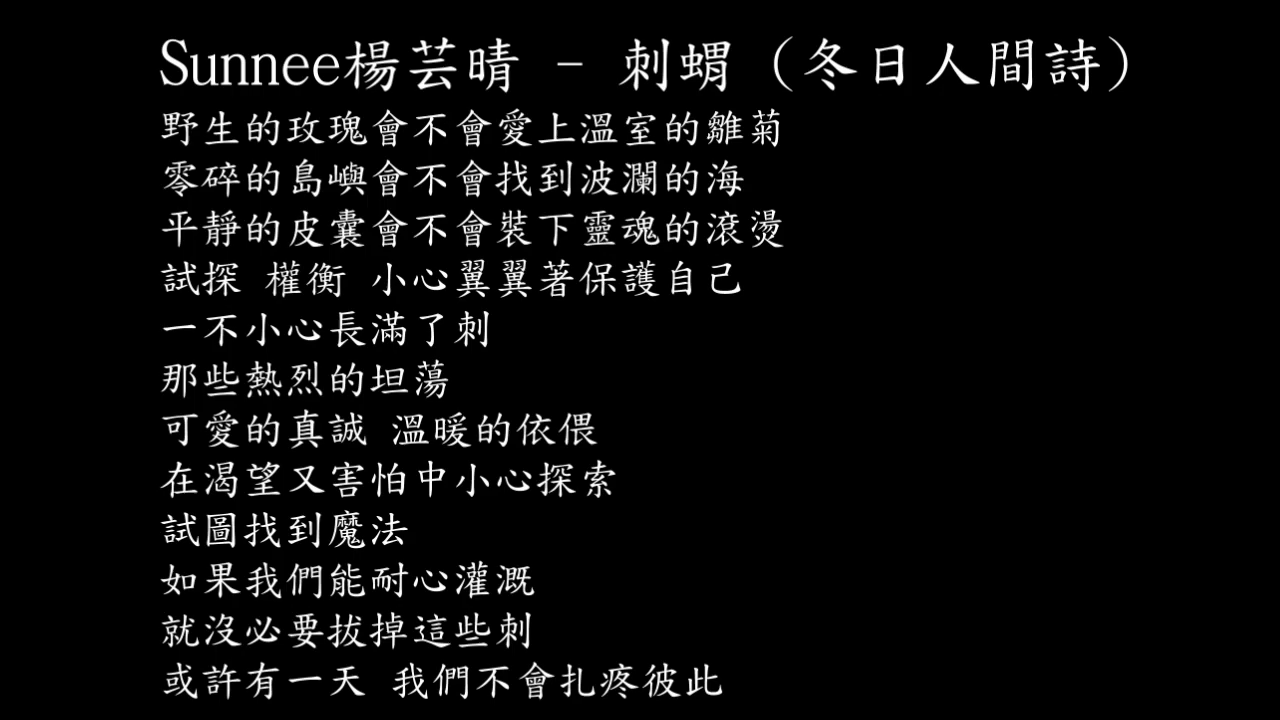 Sunnee楊芸晴 - 刺蝟（冬日人間詩）
野生的玫瑰會不會愛上溫室的雛菊
零碎的島嶼會不會找到波瀾的海
平靜的皮囊會不會裝下靈魂的滾燙
試探 權衡 小心翼翼著保護自己
一不小心長滿了刺
那些熱烈的坦蕩
可愛的真誠 溫暖的依偎
在渴望又害怕中小心探索
試圖找到魔法
如果我們能耐心灌溉
就沒必要拔掉這些刺
或許有一天 我們不會扎疼彼此